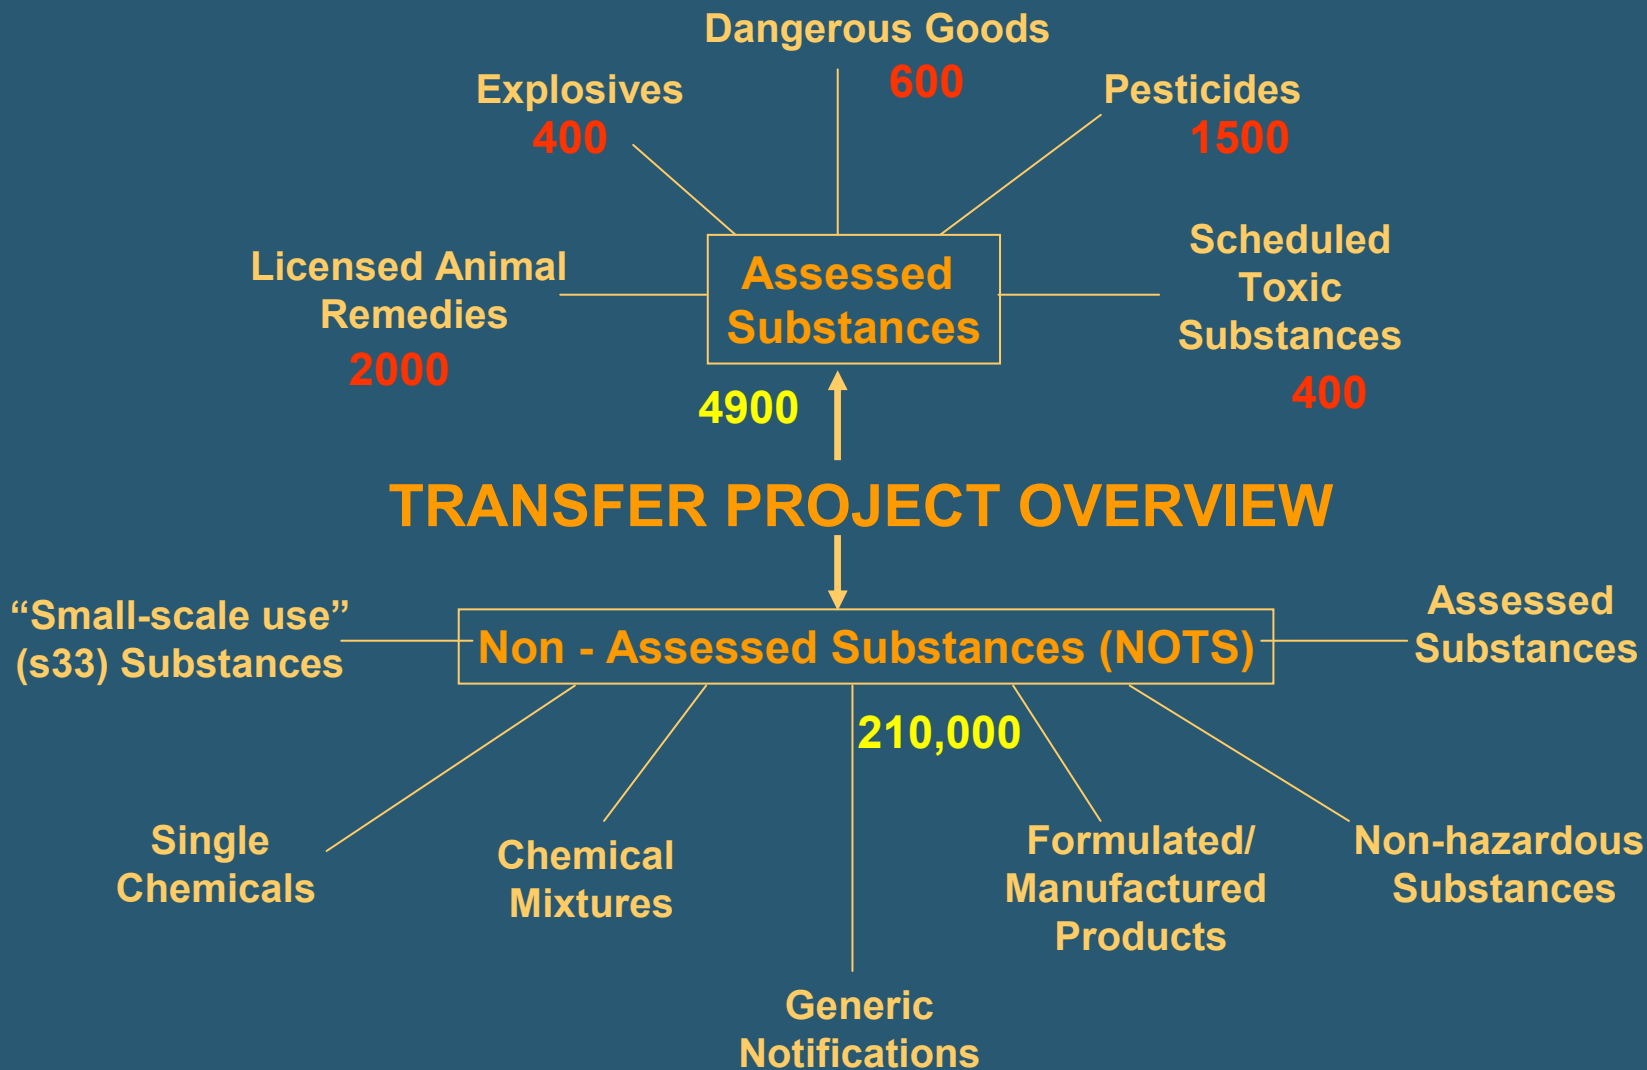 Dangerous Goods
600
Explosives
400
Pesticides
1500
Licensed Animal
Remedies
2000
Assessed
Substances
Scheduled
Toxic
Substances
400
4900
TRANSFER PROJECT OVERVIEW
“Small-scale use”
(s33) Substances
Non - Assessed Substances (NOTS)
Assessed
Substances
210,000
Single
Chemicals
Chemical
Mixtures
Generic
Notifications
Formulated/
Manufactured
Products
Non-hazardous
Substances